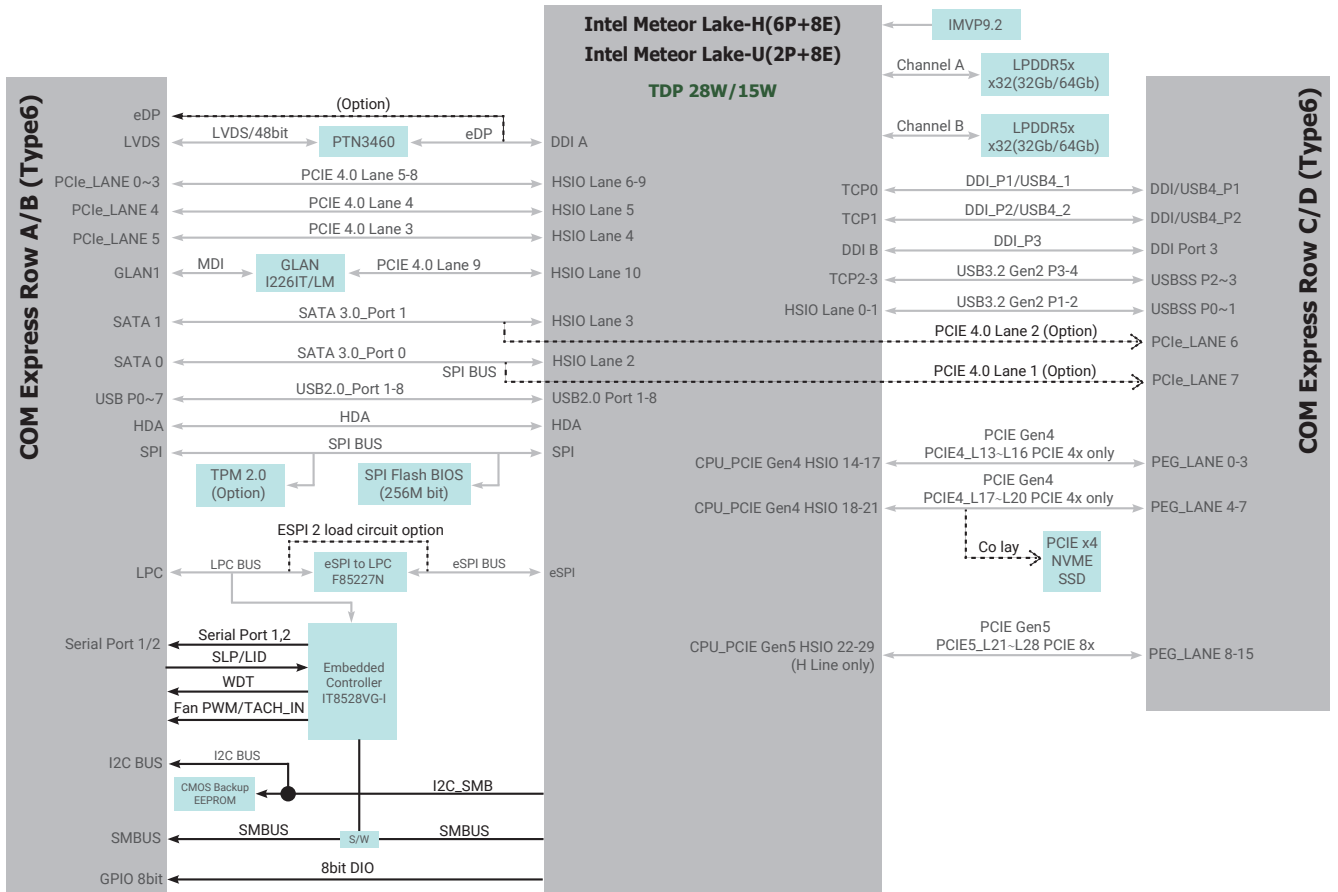 Intel Meteor Lake-H(6P+8E)
Intel Meteor Lake-U(2P+8E)
TDP 28W/15W
IMVP9.2
Channel A
LPDDR5x
x32(32Gb/64Gb)
Channel B
LPDDR5x
x32(32Gb/64Gb)
COM Express Row A/B (Type6)
COM Express Row C/D (Type6)
eDP
(Option)
LVDS
LVDS/48bit
PTN3460
eDP
DDI A
PCIe_LANE 0~3
PCIE 4.0 Lane 5-8
HSIO Lane 6-9
PCIe_LANE 4
PCIE 4.0 Lane 4
HSIO Lane 5
PCIe_LANE 5
PCIE 4.0 Lane 3
HSIO Lane 4
GLAN1
MDI
GLAN
I226IT/LM
PCIE 4.0 Lane 9
HSIO Lane 10
SATA 1
SATA 3.0_Port 1
HSIO Lane 3
SATA 0
SATA 3.0_Port 0
SPI BUS
HSIO Lane 2
USB P0~7
USB2.0_Port 1-8
USB2.0 Port 1-8
HDA
HDA
HDA
SPI
SPI BUS
SPI
TPM 2.0
(Option)
SPI Flash BIOS
(256M bit)
ESPI 2 load circuit option
LPC
LPC BUS
eSPI to LPC
F85227N
eSPI BUS
eSPI
Serial Port 1/2
Serial Port 1,2
SLP/LID
WDT
Fan PWM/TACH_IN
Embedded
Controller
IT8528VG-I
I2C BUS
I2C BUS
CMOS Backup
EEPROM
I2C_SMB
SMBUS
SMBUS
S/W
SMBUS
GPIO 8bit
8bit DIO
TCP0
DDI_P1/USB4_1
DDI/USB4_P1
TCP1
DDI_P2/USB4_2
DDI/USB4_P2
DDI B
DDI_P3
DDI Port 3
TCP2-3
USB3.2 Gen2 P3-4
USBSS P2~3
HSIO Lane 0-1
USB3.2 Gen2 P1-2
USBSS P0~1
PCIE 4.0 Lane 2 (Option)
PCIe_LANE 6
PCIE 4.0 Lane 1 (Option)
PCIe_LANE 7
CPU_PCIE Gen4 HSIO 14-17
PCIE Gen4
PCIE4_L13~L16 PCIE 4x only
PEG_LANE 0-3
CPU_PCIE Gen4 HSIO 18-21
PCIE Gen4
PCIE4_L17~L20 PCIE 4x only
PEG_LANE 4-7
Co lay
PCIE x4
NVME
SSD
CPU_PCIE Gen5 HSIO 22-29
(H Line only)
PCIE Gen5
PCIE5_L21~L28 PCIE 8x
PEG_LANE 8-15